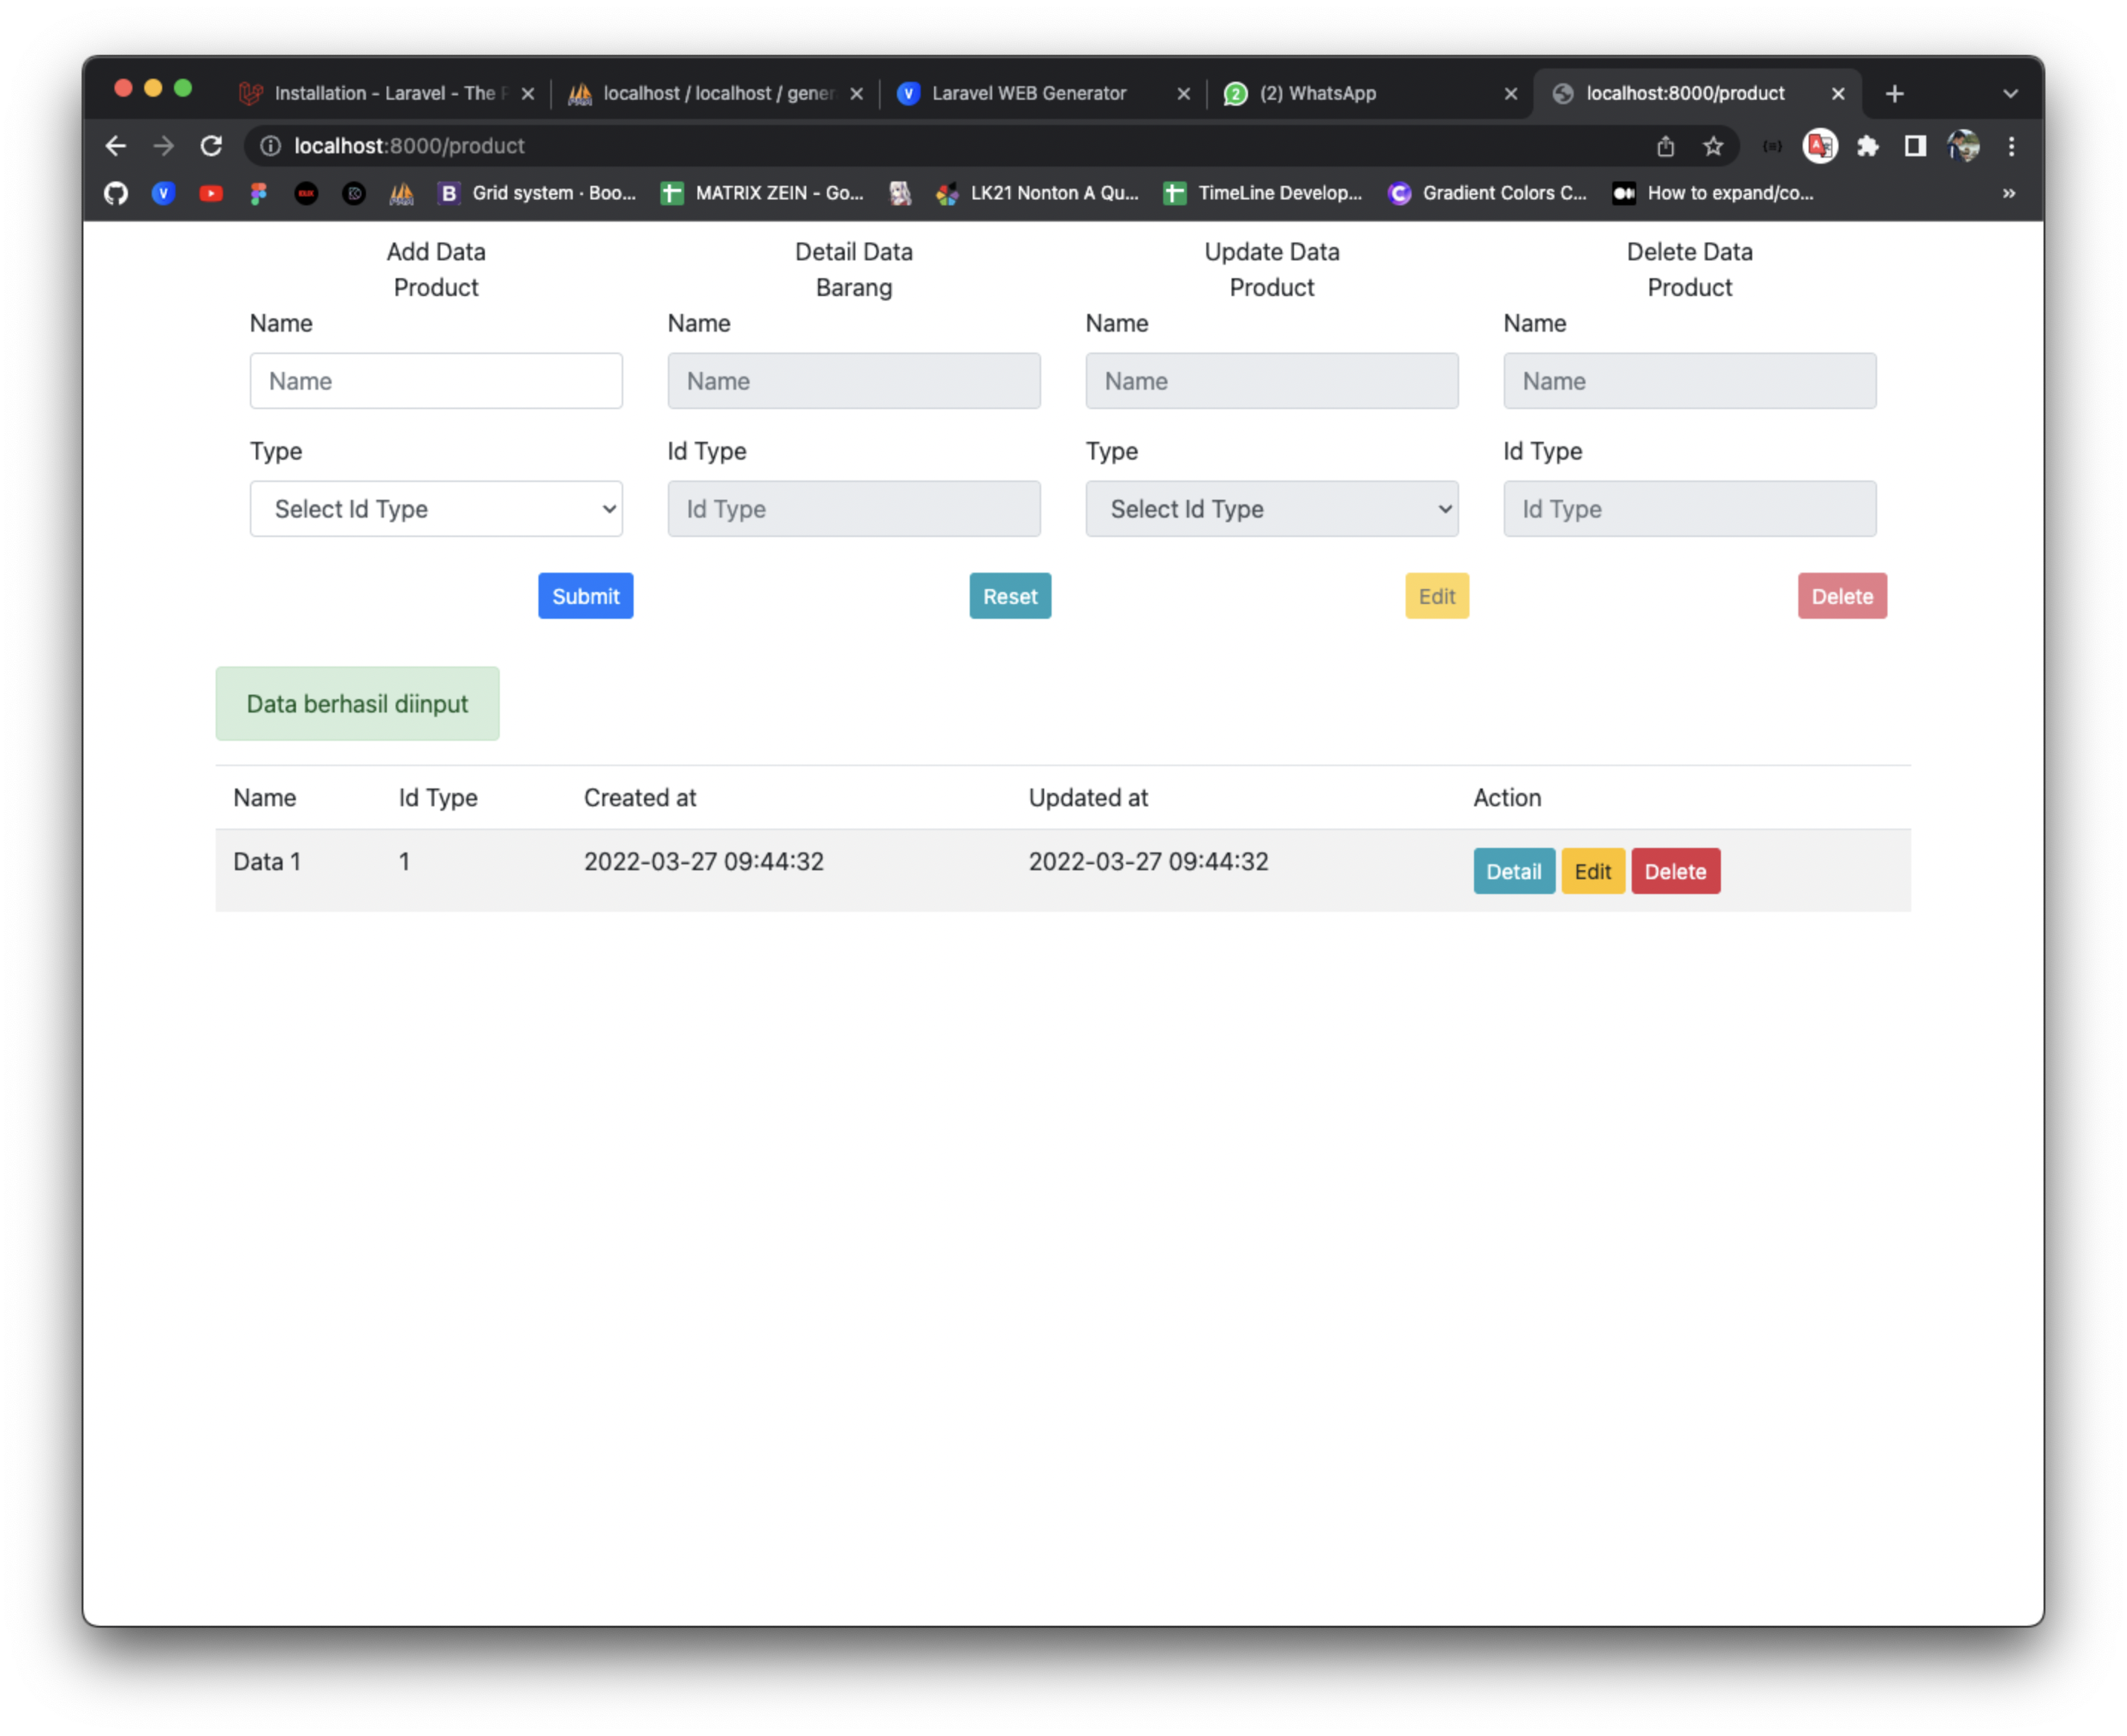 Installation - Laravel - The P
localhost / localhost / gener
Laravel WEB Generator
2 (2) WhatsApp
localhost:8000/product
localhost:8000/product
Grid system · Boo...
MATRIX ZEIN - Go...
LK21 Nonton A Qu...
TimeLine Develop...
Gradient Colors C...
How to expand/co...
Add Data
Product
Name
Name
Type
Select Id Type
Submit
Detail Data
Barang
Name
Name
Id Type
Id Type
Reset
Update Data
Product
Name
Name
Type
Select Id Type
Edit
Delete Data
Product
Name
Name
Id Type
Id Type
Delete
Data berhasil diinput
Name Id Type Created at Updated at Action
Data 1 1 2022-03-27 09:44:32 2022-03-27 09:44:32 Detail Edit Delete